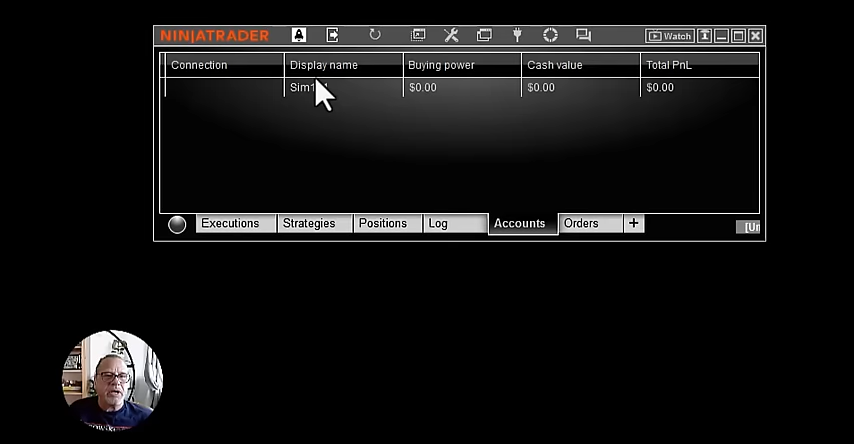 NINJATRADER Watch
Connection Display name Buying power Cash value Total PnL
$0.00 $0.00 $0.00
Executions Strategies Positions Log Accounts Orders +